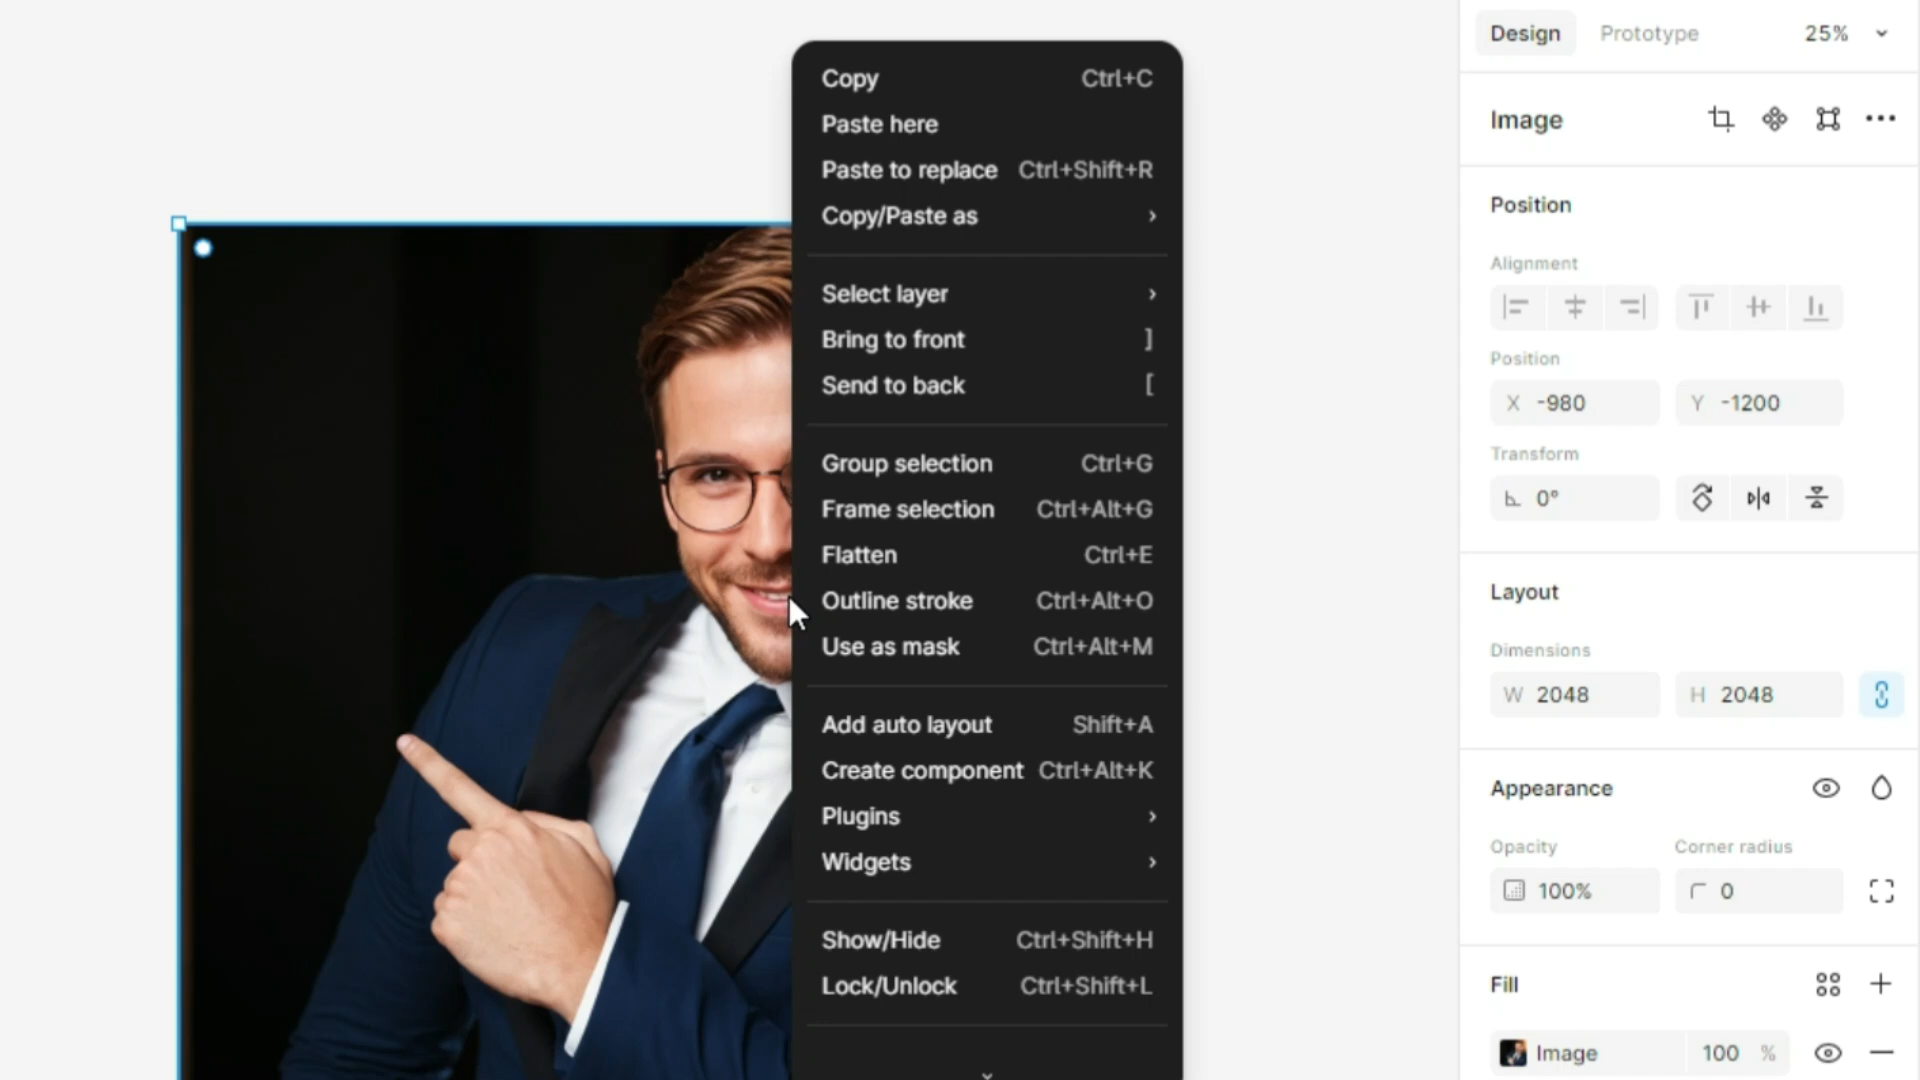 Copy Ctrl+C
Paste here
Paste to replace Ctrl+Shift+R
Copy/Paste as
Select layer
Bring to front ]
Send to back [
Group selection Ctrl+G
Frame selection Ctrl+Alt+G
Flatten Ctrl+E
Outline stroke Ctrl+Alt+O
Use as mask Ctrl+Alt+M
Add auto layout Shift+A
Create component Ctrl+Alt+K
Plugins
Widgets
Show/Hide Ctrl+Shift+H
Lock/Unlock Ctrl+Shift+L
Design Prototype 25%
Image
Position
Alignment
Position
X -980 Y -1200
Transform
0°
Layout
Dimensions
W 2048 H 2048
Appearance
Opacity Corner radius
100% 0
Fill
Image 100 %